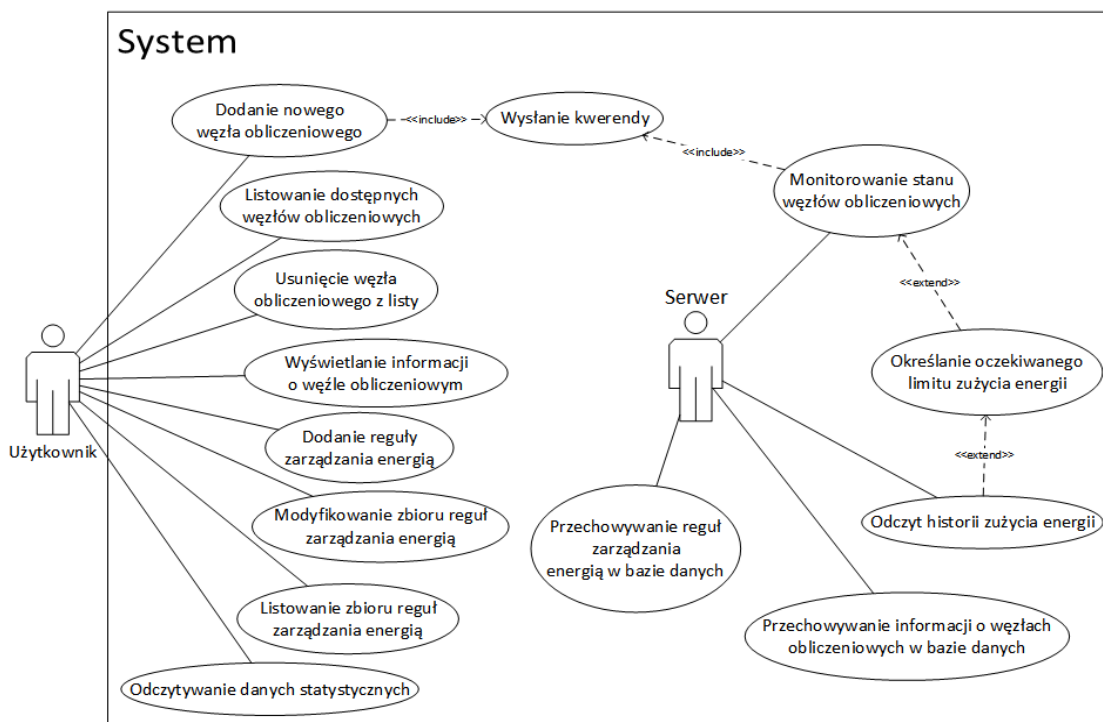 System
Dodanie nowego
węzła obliczeniowego
<<include>>
Wysłanie kwerendy
<<include>>
Monitorowanie stanu
węzłów obliczeniowych
Listowanie dostępnych
węzłów obliczeniowych
Usunięcie węzła
obliczeniowego z listy
<<extend>>
Serwer
Wyświetlanie informacji
o węźle obliczeniowym
Określanie oczekiwanego
limitu zużycia energii
Użytkownik
Dodanie reguły
zarządzania energią
<<extend>>
Modyfikowanie zbioru reguł
zarządzania energią
Przechowywanie reguł
zarządzania
energią w bazie danych
Odczyt historii zużycia energii
Listowanie zbioru reguł
zarządzania energią
Przechowywanie informacji o węzłach
obliczeniowych w bazie danych
Odczytywanie danych statystycznych